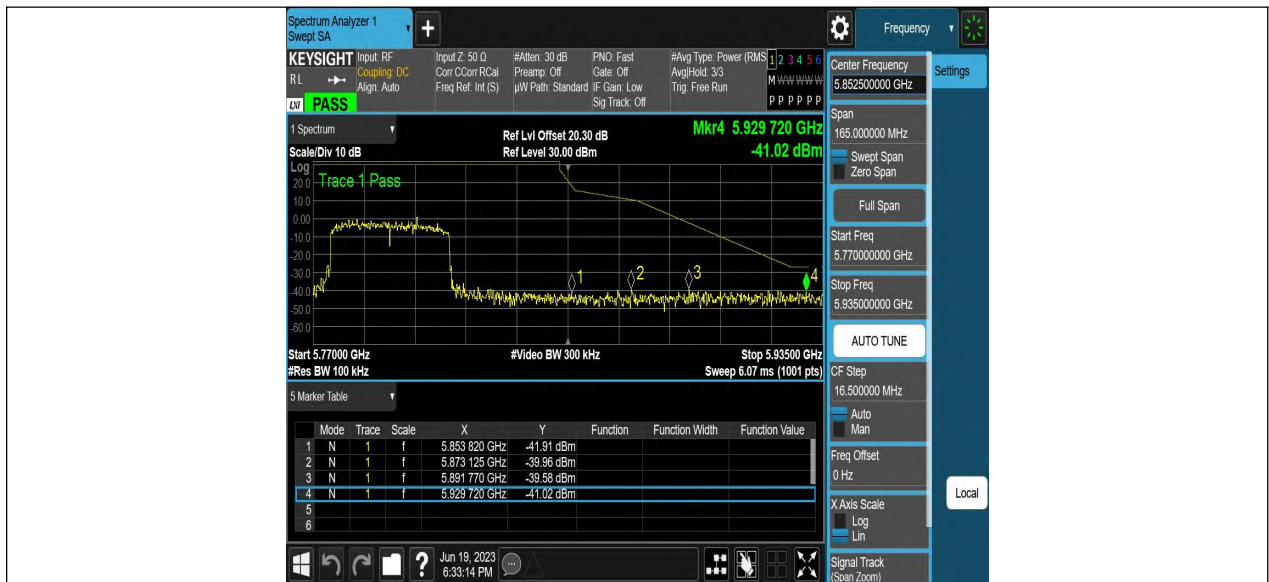 Spectrum Analyzer 1
Swept SA
+
Frequency
KEYSIGHT
R L
LXI PASS
Input: RF
Coupling: DC
Align: Auto
Input Z: 50 Ω
Corr CCorr RCal
Freq Ref: Int (S)
#Atten: 30 dB
Preamp: Off
µW Path: Standard
PNO: Fast
Gate: Off
IF Gain: Low
Sig Track: Off
#Avg Type: Power (RMS
Avg|Hold: 3/3
Trig: Free Run
1 2 3 4 5 6
M W W W W W
P P P P P P
1 Spectrum
Scale/Div 10 dB
Ref Lvl Offset 20.30 dB
Ref Level 30.00 dBm
Mkr4 5.929 720 GHz
-41.02 dBm
Log
Trace 1 Pass
20.0
10.0
0.00
-10.0
-20.0
-30.0
-40.0
-50.0
-60.0
1
2
3
4
Start 5.77000 GHz
#Res BW 100 kHz
#Video BW 300 kHz
Stop 5.93500 GHz
Sweep 6.07 ms (1001 pts)
5 Marker Table
Mode Trace Scale X Y Function Function Width Function Value
1 N 1 f 5.853 820 GHz -41.91 dBm
2 N 1 f 5.873 125 GHz -39.96 dBm
3 N 1 f 5.891 770 GHz -39.58 dBm
4 N 1 f 5.929 720 GHz -41.02 dBm
5
6
?
Jun 19, 2023
6:33:14 PM
Center Frequency
5.852500000 GHz
Span
165.000000 MHz
Swept Span
Zero Span
Full Span
Start Freq
5.770000000 GHz
Stop Freq
5.935000000 GHz
AUTO TUNE
CF Step
16.500000 MHz
Auto
Man
Freq Offset
0 Hz
X Axis Scale
Log
Lin
Signal Track
(Span Zoom)
Settings
Local